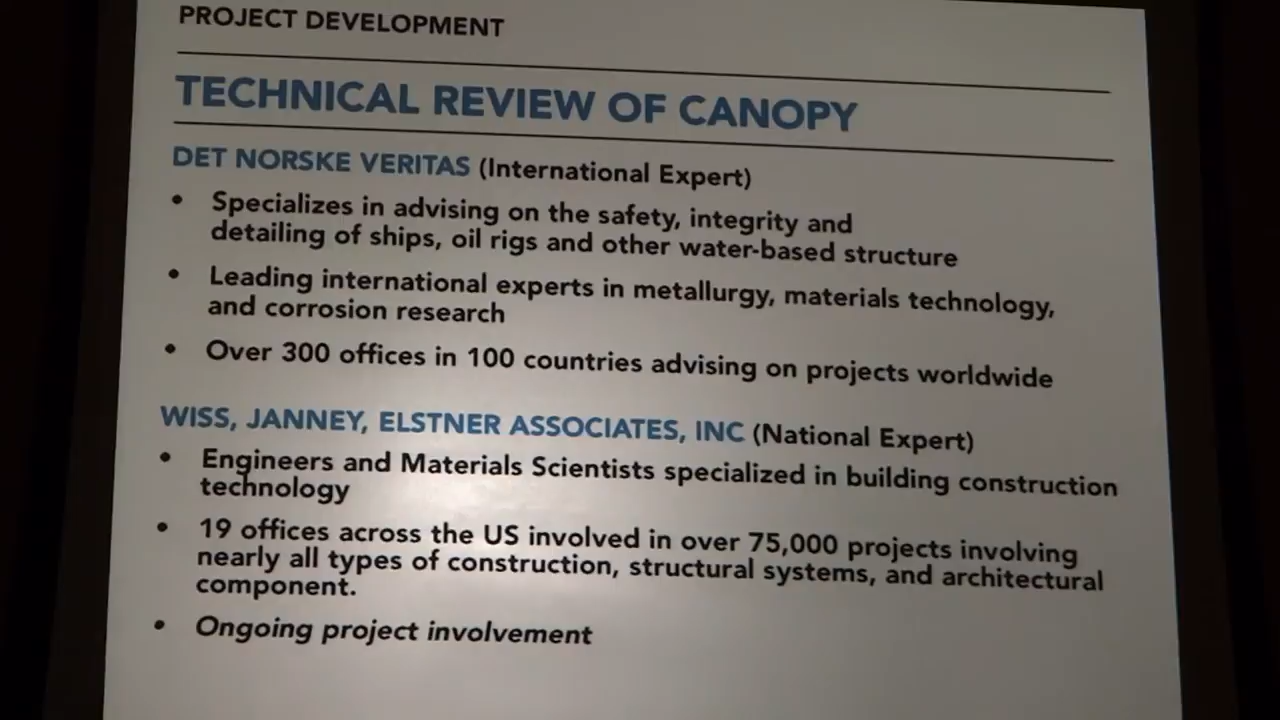 PROJECT DEVELOPMENT
TECHNICAL REVIEW OF CANOPY
DET NORSKE VERITAS (International Expert)
• Specializes in advising on the safety, integrity and
detailing of ships, oil rigs and other water-based structure
• Leading international experts in metallurgy, materials technology,
and corrosion research
• Over 300 offices in 100 countries advising on projects worldwide
WISS, JANNEY, ELSTNER ASSOCIATES, INC (National Expert)
• Engineers and Materials Scientists specialized in building construction
technology
• 19 offices across the US involved in over 75,000 projects involving
nearly all types of construction, structural systems, and architectural
component.
• Ongoing project involvement